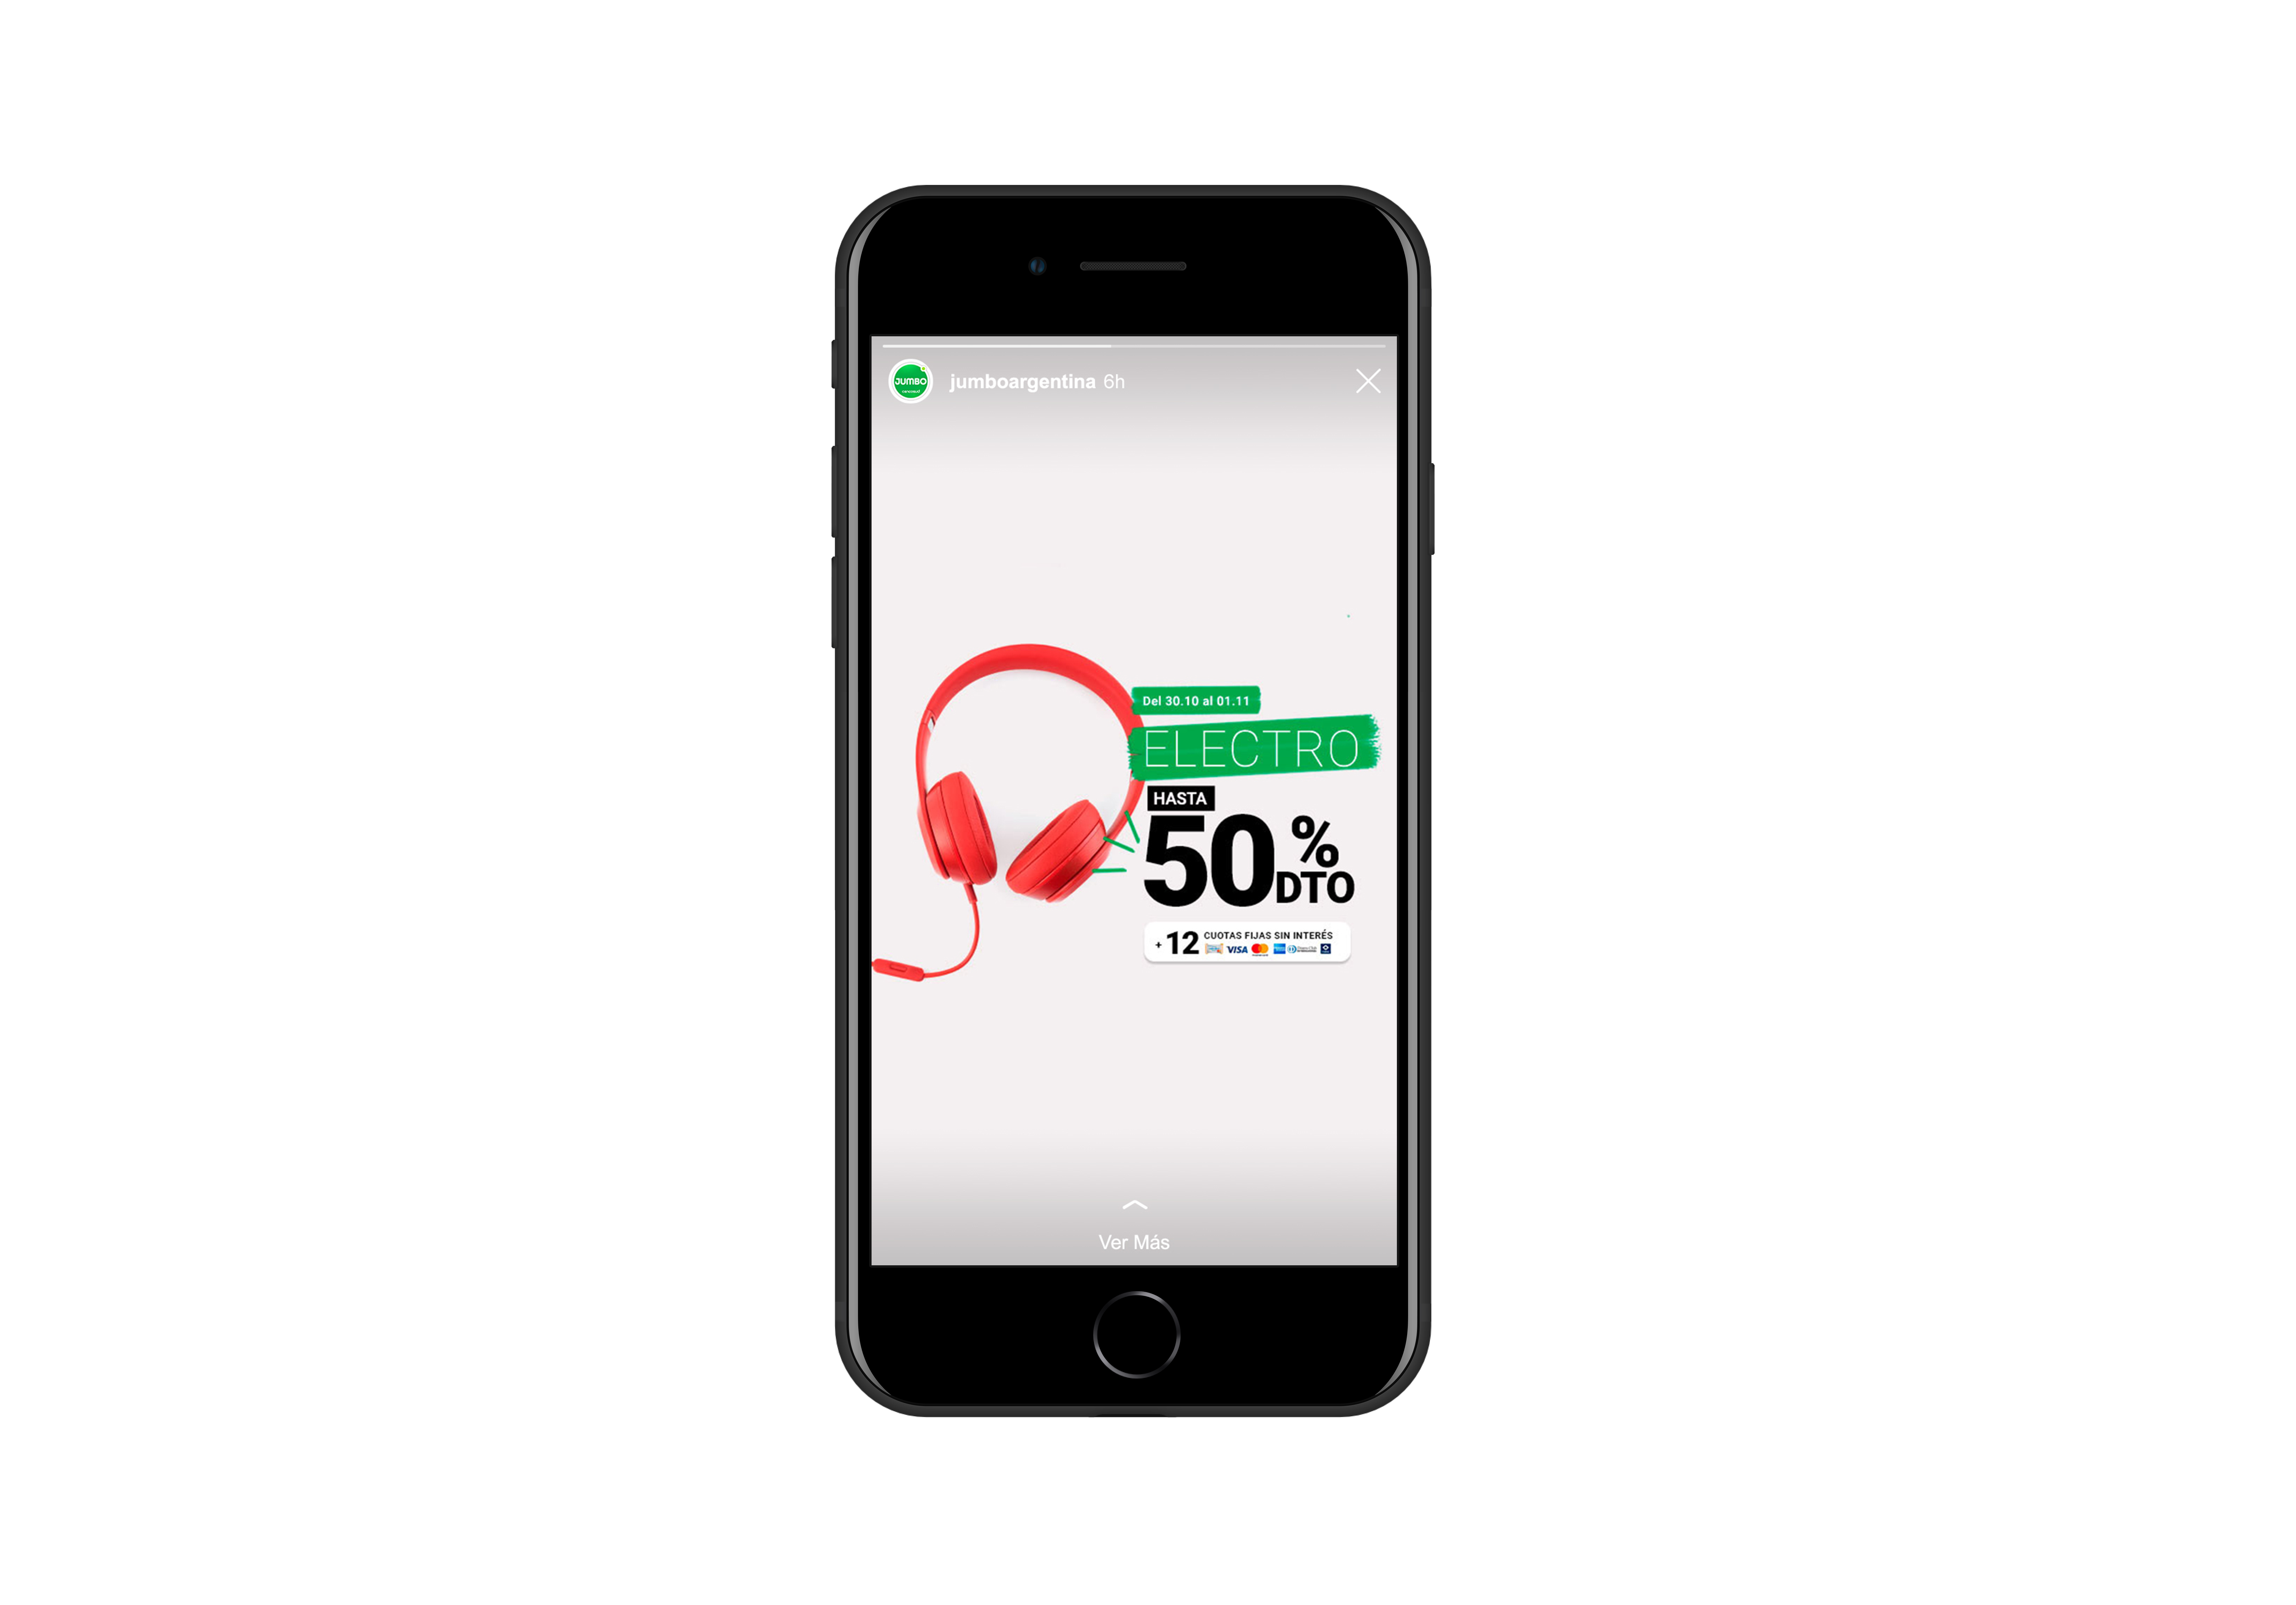 JUMBO
jumboargentina 6h
Del 30.10 al 01.11
ELECTRO
HASTA
50%
DTO
+ 12 CUOTAS FIJAS SIN INTERÉS
VISA
Ver Más